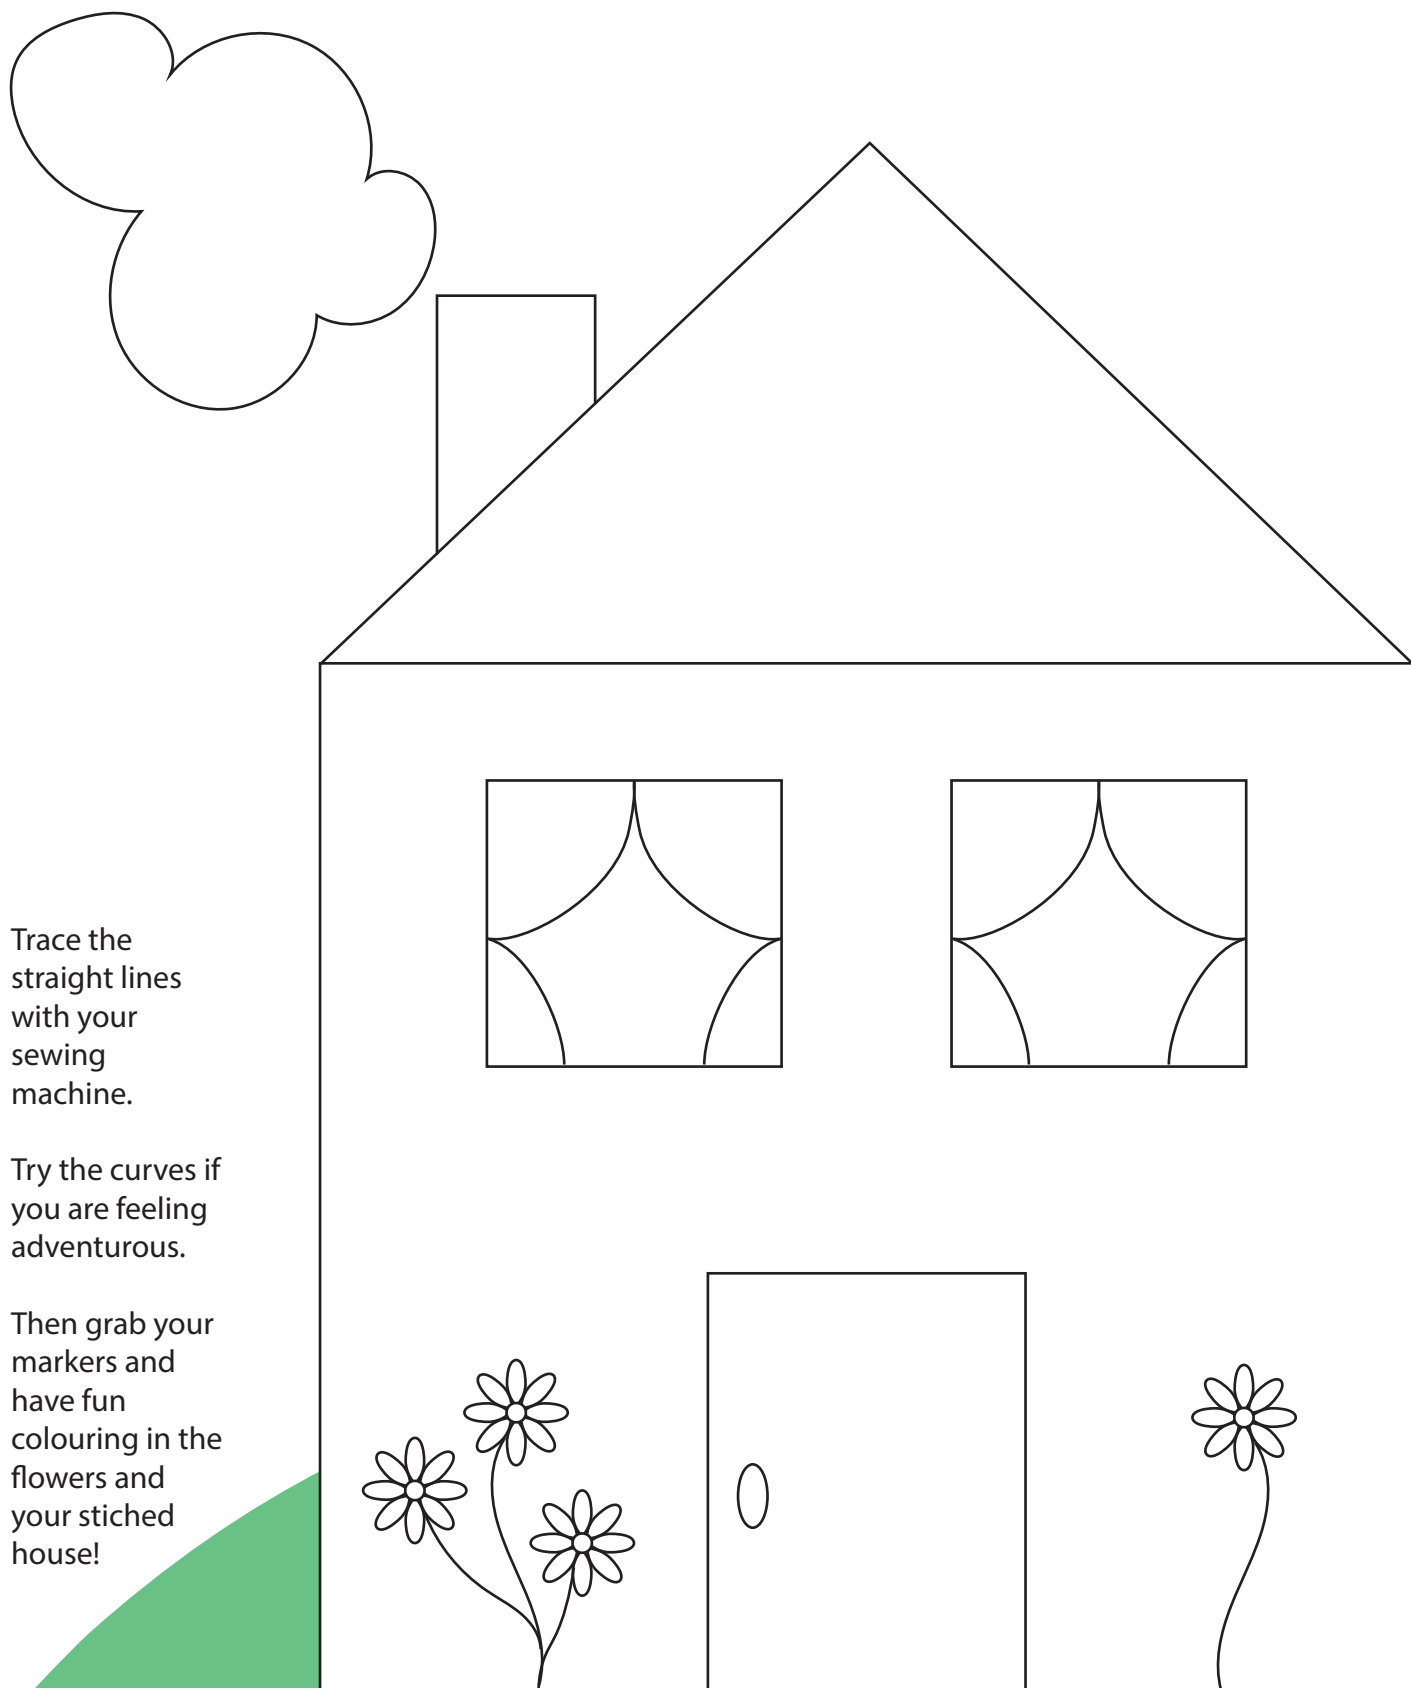 Trace the
straight lines
with your
sewing
machine.
Try the curves if
you are feeling
adventurous.
Then grab your
markers and
have fun
colouring in the
flowers and
your stiched
house!